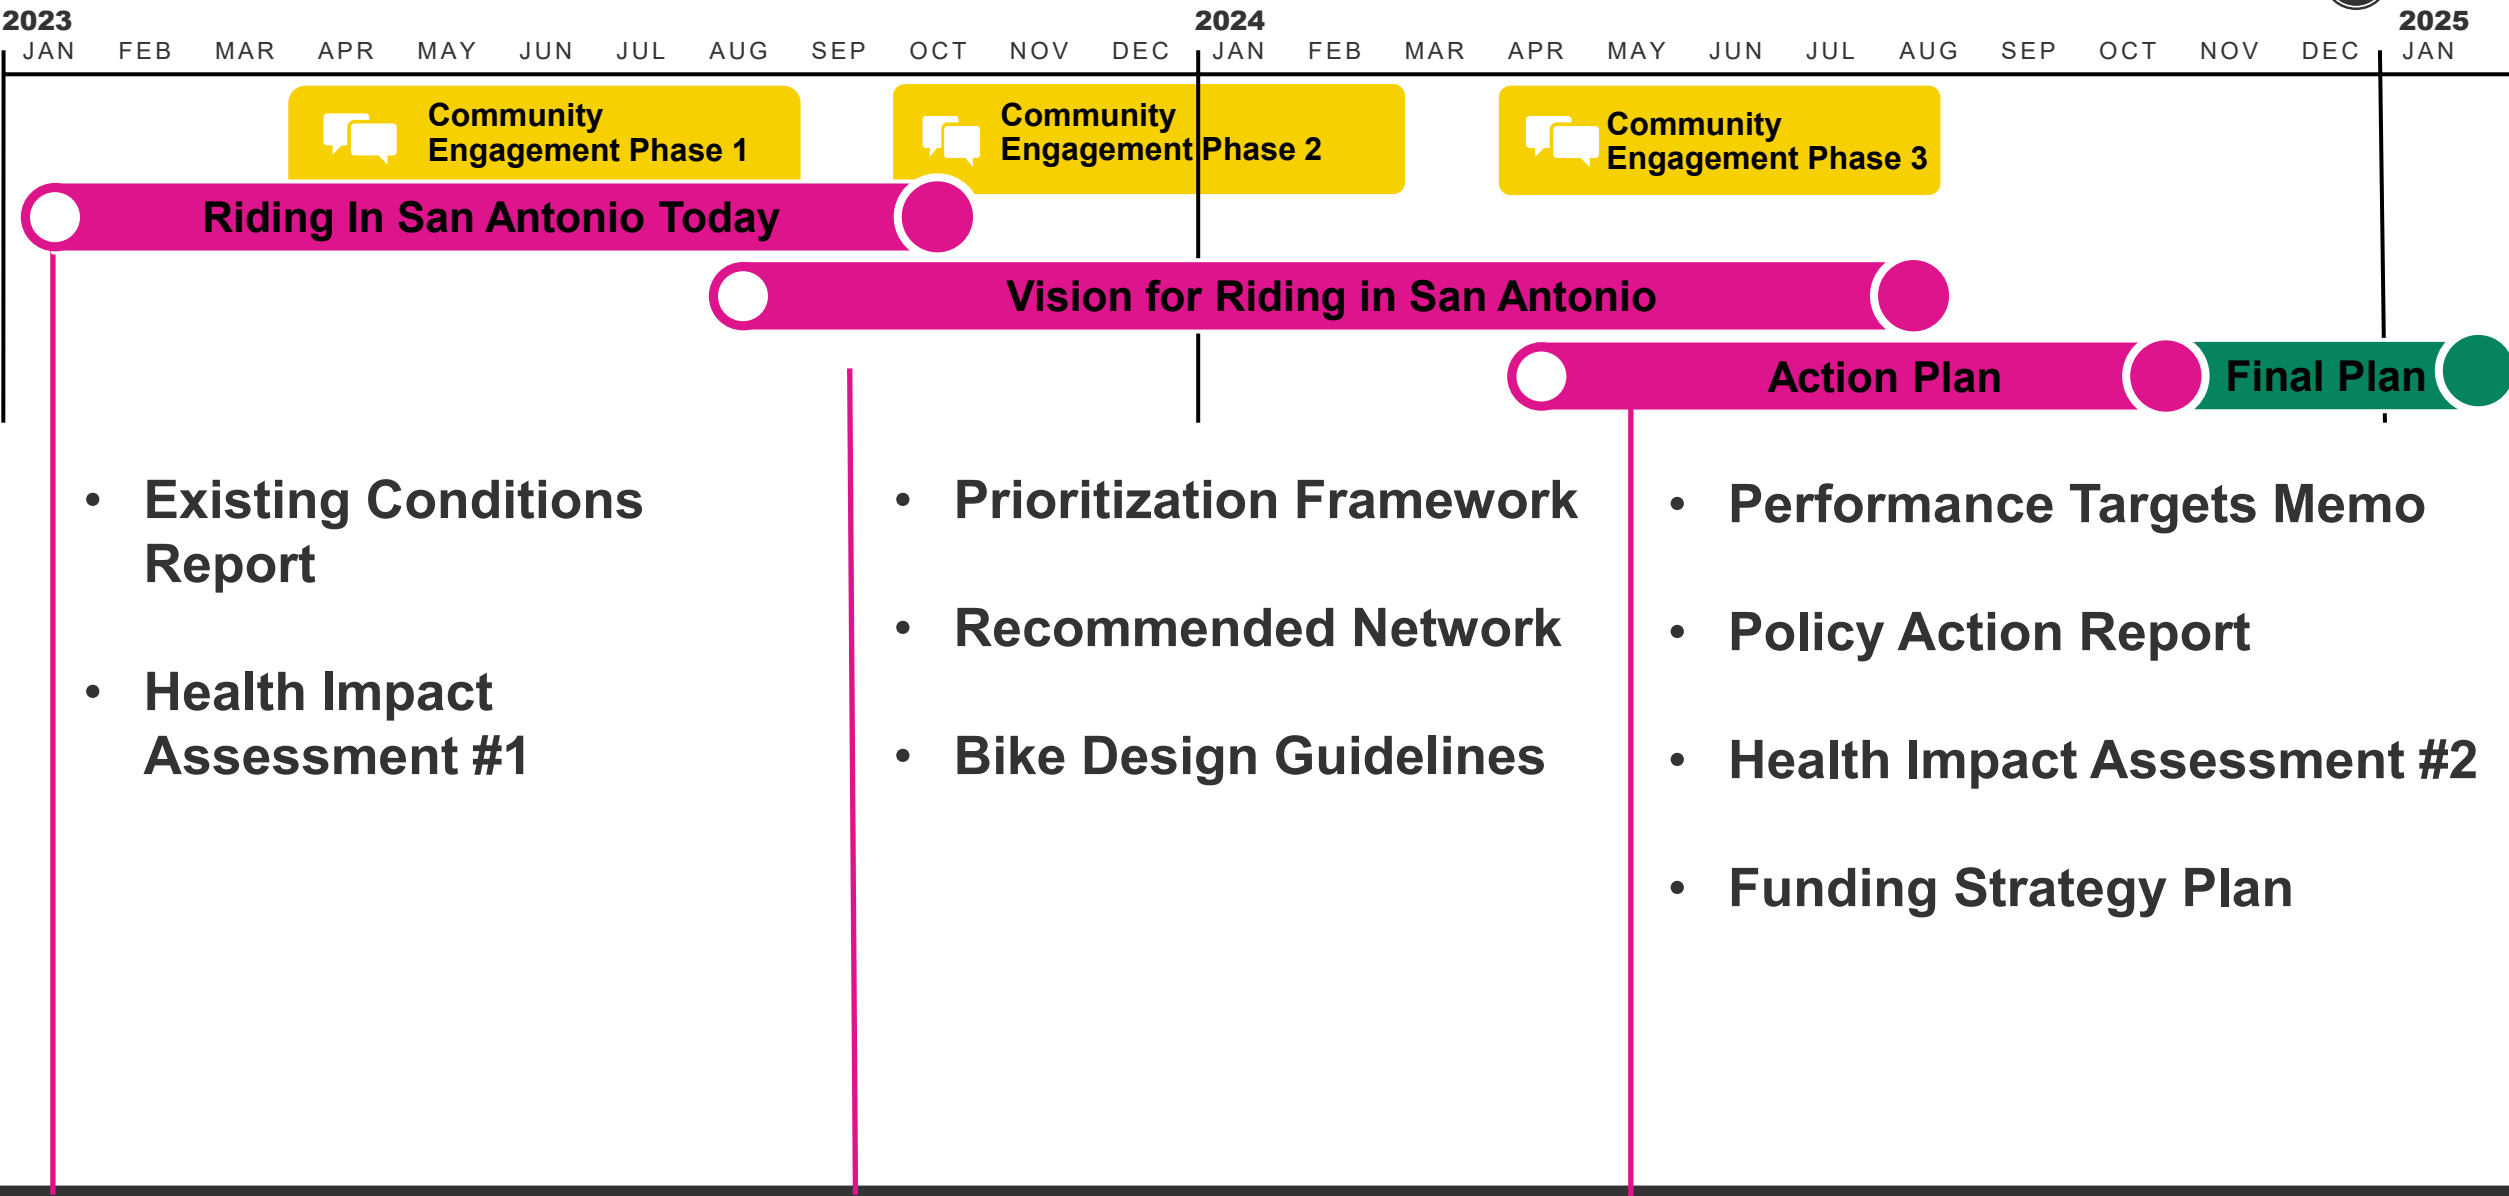 2023 2024 2025
JAN FEB MAR APR MAY JUN JUL AUG SEP OCT NOV DEC JAN FEB MAR APR MAY JUN JUL AUG SEP OCT NOV DEC JAN
Community
Engagement Phase 1
Community
Engagement Phase 2
Community
Engagement Phase 3
Riding In San Antonio Today
Vision for Riding in San Antonio
Action Plan
Final Plan
• Existing Conditions
Report
• Health Impact
Assessment #1
• Prioritization Framework
• Recommended Network
• Bike Design Guidelines
• Performance Targets Memo
• Policy Action Report
• Health Impact Assessment #2
• Funding Strategy Plan